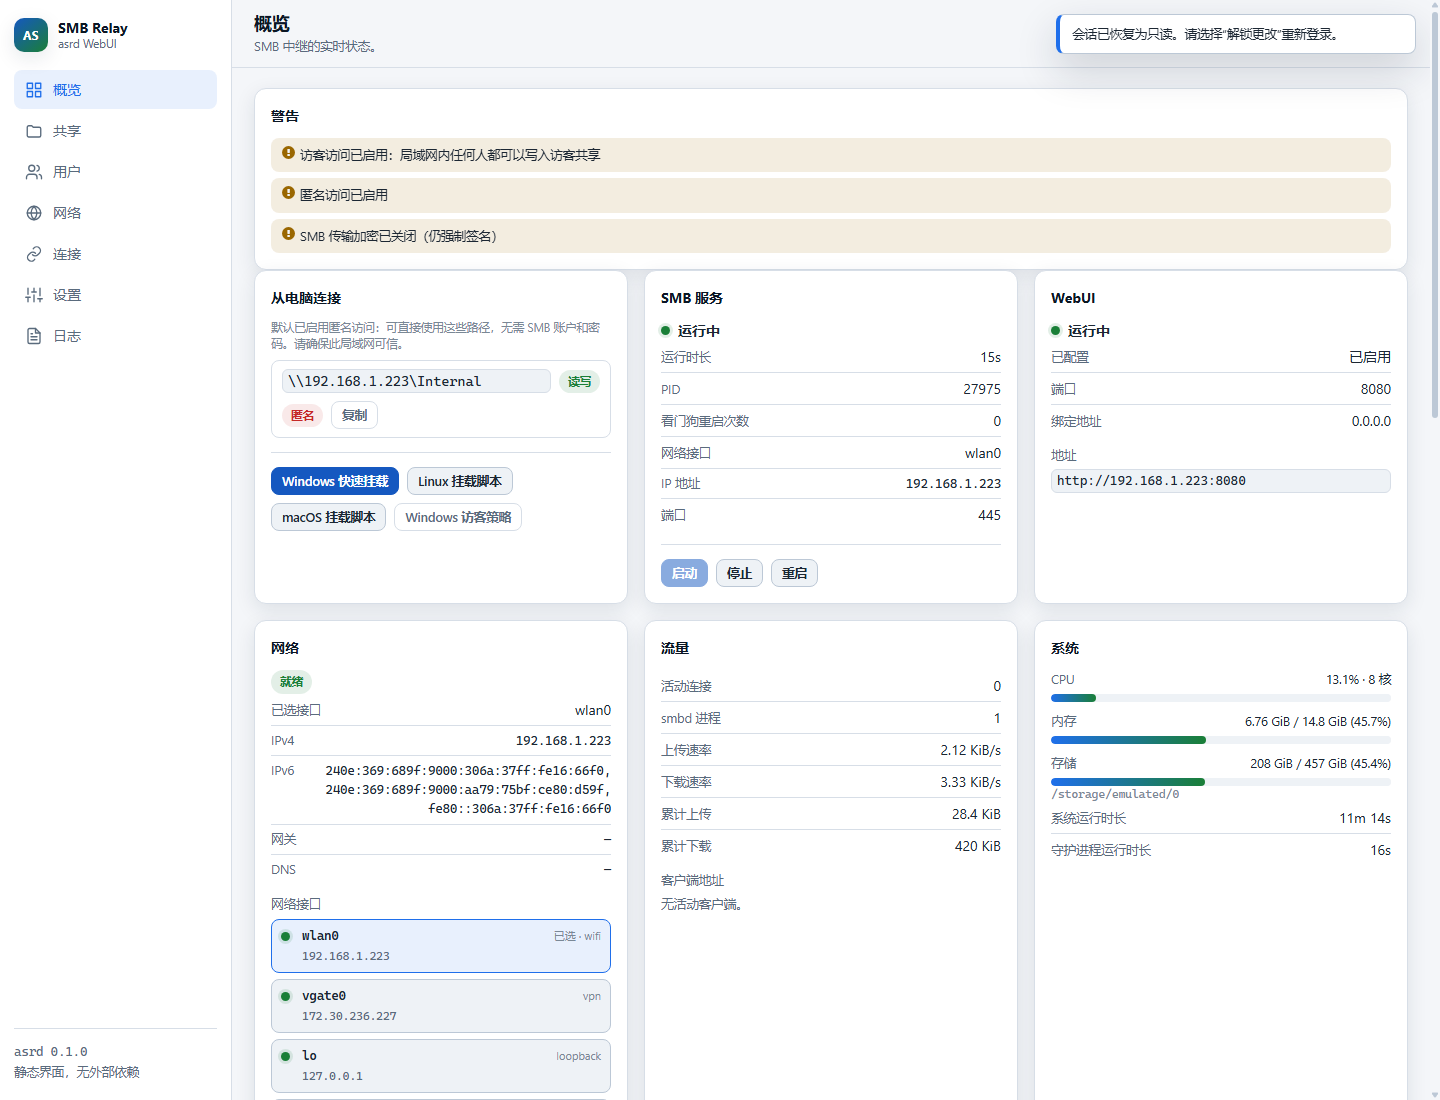 AS
SMB Relay
asrd WebUI
概览
共享
用户
网络
连接
设置
日志
asrd 0.1.0
静态界面，无外部依赖
概览
SMB 中继的实时状态。
会话已恢复为只读。请选择“解锁更改”重新登录。
警告
访客访问已启用：局域网内任何人都可以写入访客共享
匿名访问已启用
SMB 传输加密已关闭（仍强制签名）
从电脑连接
默认已启用匿名访问：可直接使用这些路径，无需 SMB 账户和密
码。请确保此局域网可信。
\\192.168.1.223\Internal
读写
匿名
复制
Windows 快速挂载
Linux 挂载脚本
macOS 挂载脚本
Windows 访客策略
SMB 服务
运行中
运行时长 15s
PID 27975
看门狗重启次数 0
网络接口 wlan0
IP 地址 192.168.1.223
端口 445
启动
停止
重启
WebUI
运行中
已配置 已启用
端口 8080
绑定地址 0.0.0.0
地址
http://192.168.1.223:8080
网络
就绪
已选接口 wlan0
IPv4 192.168.1.223
IPv6 240e:369:689f:9000:306a:37ff:fe16:66f0,
240e:369:689f:9000:aa79:75bf:ce80:d59f,
fe80::306a:37ff:fe16:66f0
网关 –
DNS –
网络接口
wlan0 已选 · wifi
192.168.1.223
vgate0 vpn
172.30.236.227
lo loopback
127.0.0.1
流量
活动连接 0
smbd 进程 1
上传速率 2.12 KiB/s
下载速率 3.33 KiB/s
累计上传 28.4 KiB
累计下载 420 KiB
客户端地址
无活动客户端。
系统
CPU 13.1% · 8 核
内存 6.76 GiB / 14.8 GiB (45.7%)
存储 208 GiB / 457 GiB (45.4%)
/storage/emulated/0
系统运行时长 11m 14s
守护进程运行时长 16s